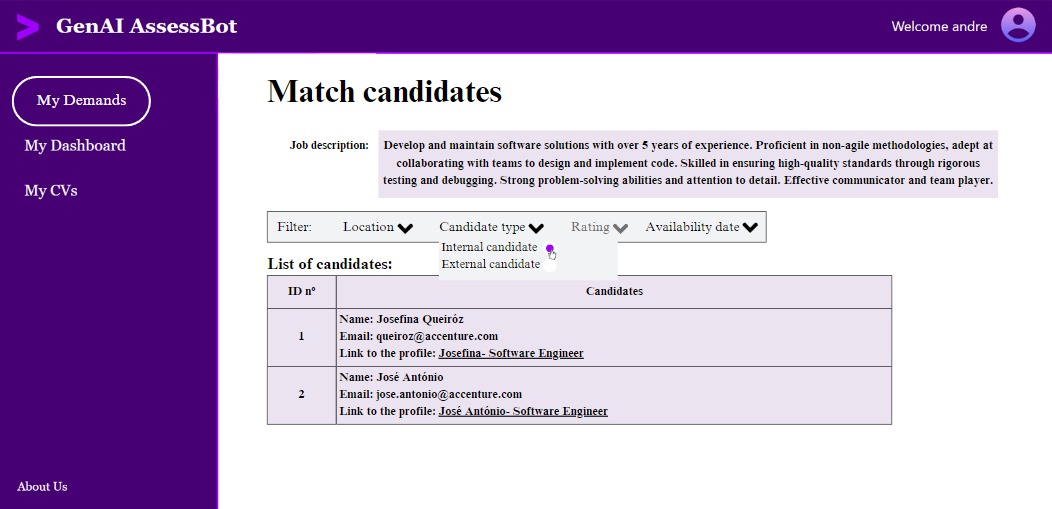 GenAI AssessBot
Welcome andre
My Demands
My Dashboard
My CVs
About Us
Match candidates
Job description:
Develop and maintain software solutions with over 5 years of experience. Proficient in non-agile methodologies, adept at
collaborating with teams to design and implement code. Skilled in ensuring high-quality standards through rigorous
testing and debugging. Strong problem-solving abilities and attention to detail. Effective communicator and team player.
Filter: Location Candidate type Rating Availability date
Internal candidate
External candidate
List of candidates:
ID nº Candidates
1
Name: Josefina Queiróz
Email: queiroz@accenture.com
Link to the profile: Josefina- Software Engineer
2
Name: José António
Email: jose.antonio@accenture.com
Link to the profile: José António- Software Engineer